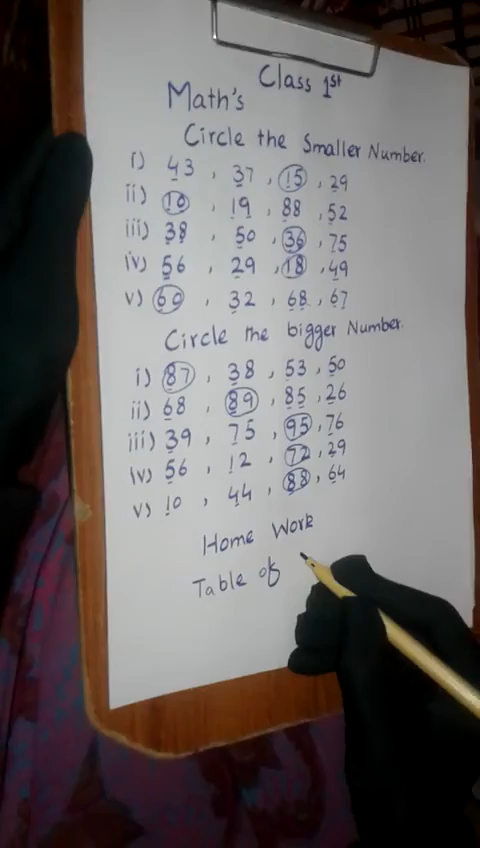 Class 1st
Math's
Circle the Smaller Number.
i) 43 , 37 , 15 , 29
ii) 10 , 19 , 88 , 52
iii) 38 , 50 , 36 , 75
iv) 56 , 29 , 18 , 49
v) 60 , 32 , 68 , 67
Circle the bigger Number.
i) 87 , 38 , 53 , 50
ii) 68 , 89 , 85 , 26
iii) 39 , 75 , 95 , 76
iv) 56 , 12 , 72 , 29
v) 10 , 44 , 88 , 64
Home Work
Table of